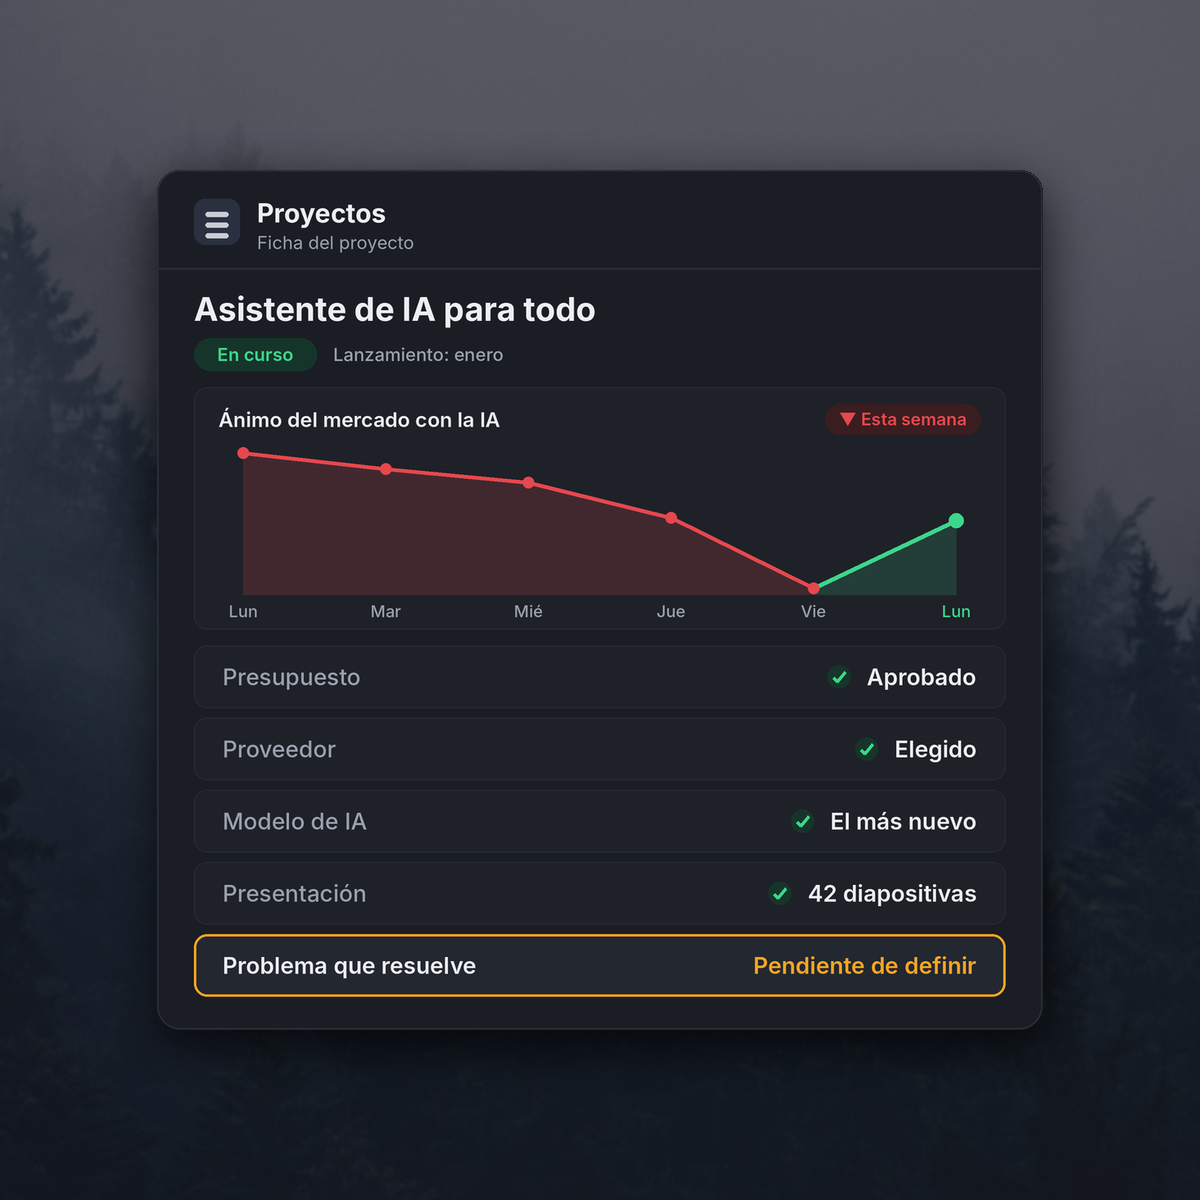 Proyectos
Ficha del proyecto
Asistente de IA para todo
En curso
Lanzamiento: enero
Ánimo del mercado con la IA
▼ Esta semana
Lun Mar Mié Jue Vie Lun
Presupuesto
Aprobado
Proveedor
Elegido
Modelo de IA
El más nuevo
Presentación
42 diapositivas
Problema que resuelve
Pendiente de definir